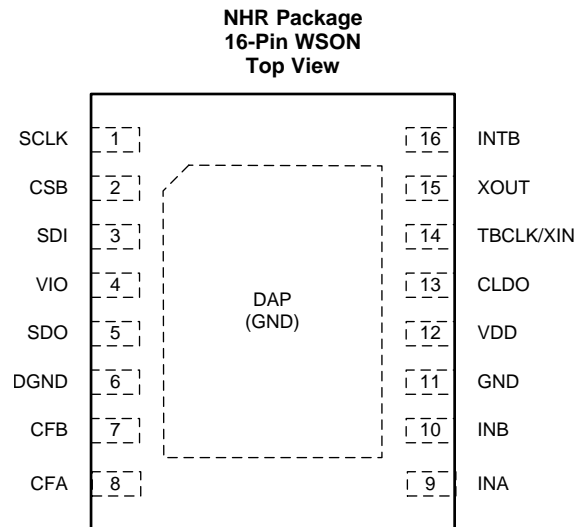 NHR Package
16-Pin WSON
Top View
SCLK 1 16 INTB
CSB 2 15 XOUT
SDI 3 14 TBCLK/XIN
VIO 4 13 CLDO
DAP
(GND)
SDO 5 12 VDD
DGND 6 11 GND
CFB 7 10 INB
CFA 8 9 INA